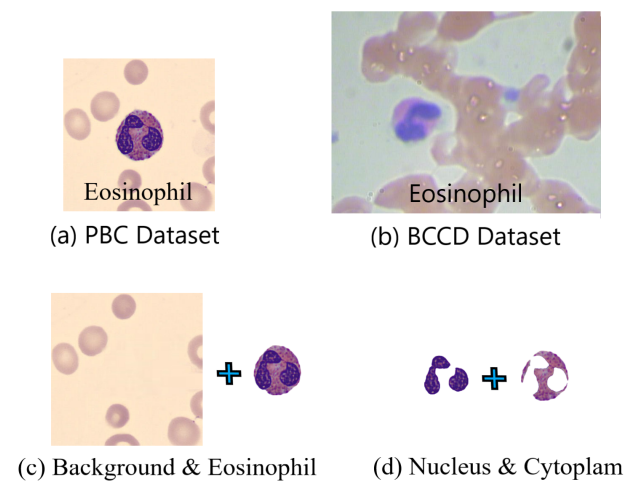 Eosinophil
Eosinophil
(a) PBC Dataset
(b) BCCD Dataset
(c) Background & Eosinophil
(d) Nucleus & Cytoplam